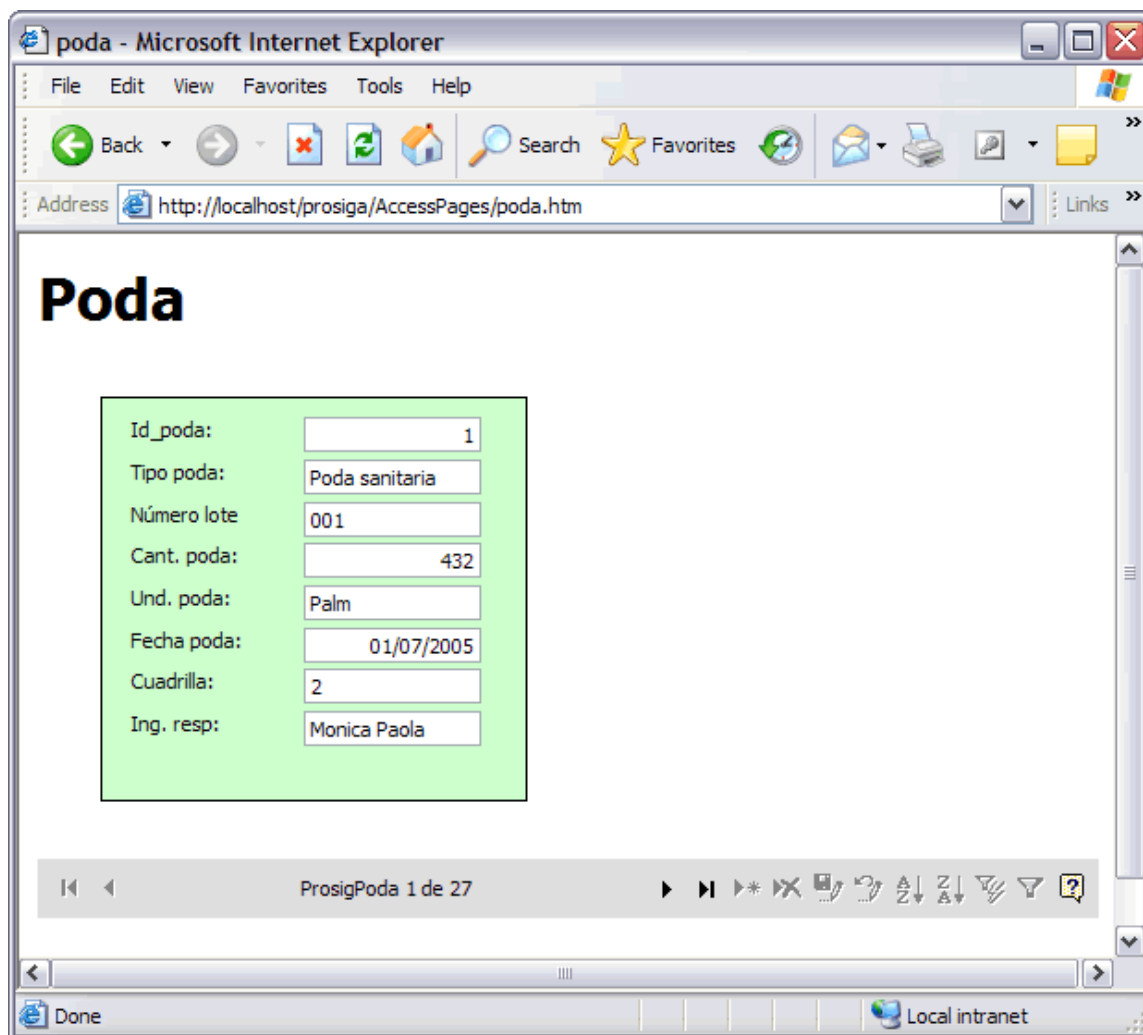 poda - Microsoft Internet Explorer
File Edit View Favorites Tools Help
Back Search Favorites
Address http://localhost/prosiga/AccessPages/poda.htm Links
Poda
Id_poda: 1
Tipo poda: Poda sanitaria
Número lote 001
Cant. poda: 432
Und. poda: Palm
Fecha poda: 01/07/2005
Cuadrilla: 2
Ing. resp: Monica Paola
ProsigPoda 1 de 27
Done Local intranet